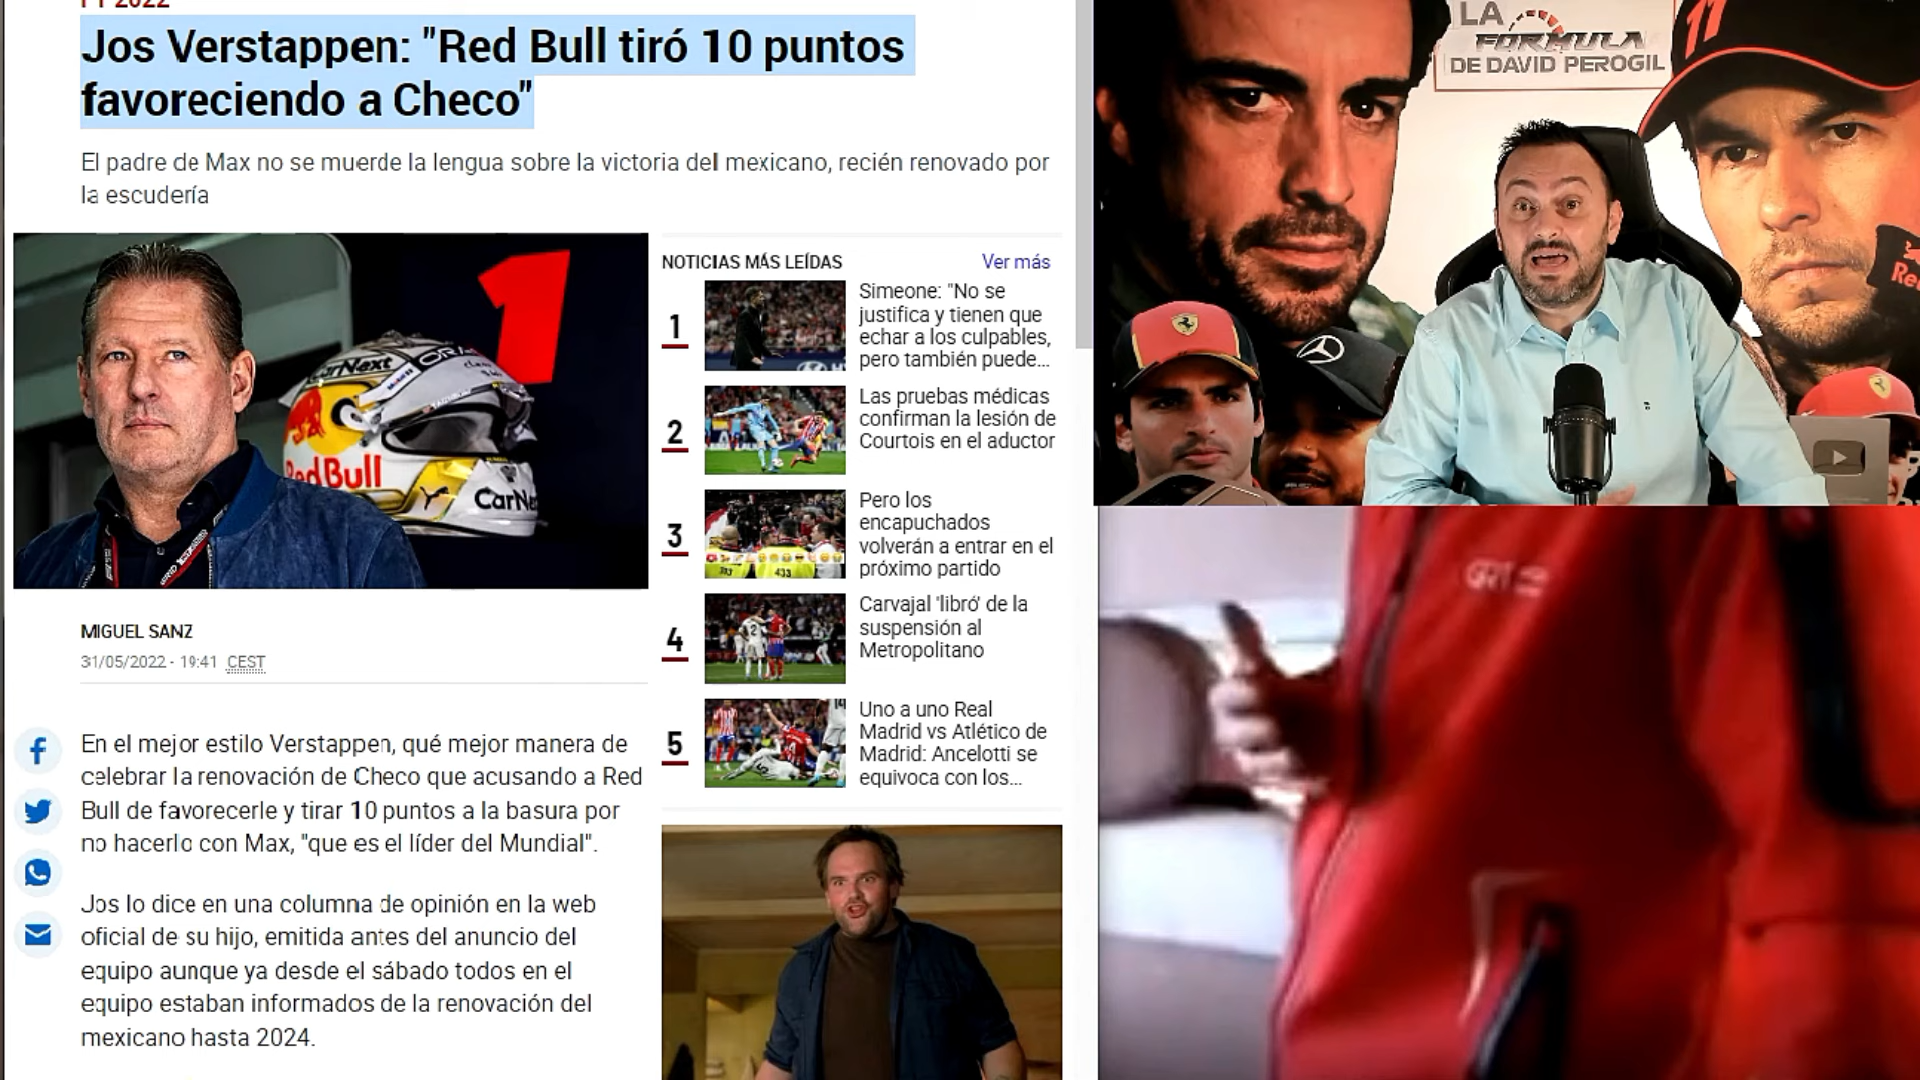 F1 2022
Jos Verstappen: "Red Bull tiró 10 puntos
favoreciendo a Checo"
El padre de Max no se muerde la lengua sobre la victoria del mexicano, recién renovado por
la escudería
1
CarNext
ORACLE
Red Bull
CarNext
MIGUEL SANZ
31/05/2022 - 19:41 CEST
En el mejor estilo Verstappen, qué mejor manera de
celebrar la renovación de Checo que acusando a Red
Bull de favorecerle y tirar 10 puntos a la basura por
no hacerlo con Max, "que es el líder del Mundial".
Jos lo dice en una columna de opinión en la web
oficial de su hijo, emitida antes del anuncio del
equipo aunque ya desde el sábado todos en el
equipo estaban informados de la renovación del
mexicano hasta 2024.
NOTICIAS MÁS LEÍDAS
Ver más
1
Simeone: "No se
justifica y tienen que
echar a los culpables,
pero también puede...
2
Las pruebas médicas
confirman la lesión de
Courtois en el aductor
3
433
Pero los
encapuchados
volverán a entrar en el
próximo partido
4
Carvajal 'libró' de la
suspensión al
Metropolitano
5
Uno a uno Real
Madrid vs Atlético de
Madrid: Ancelotti se
equivoca con los...
LA
FÓRMULA
DE DAVID PEROGIL
11
Re